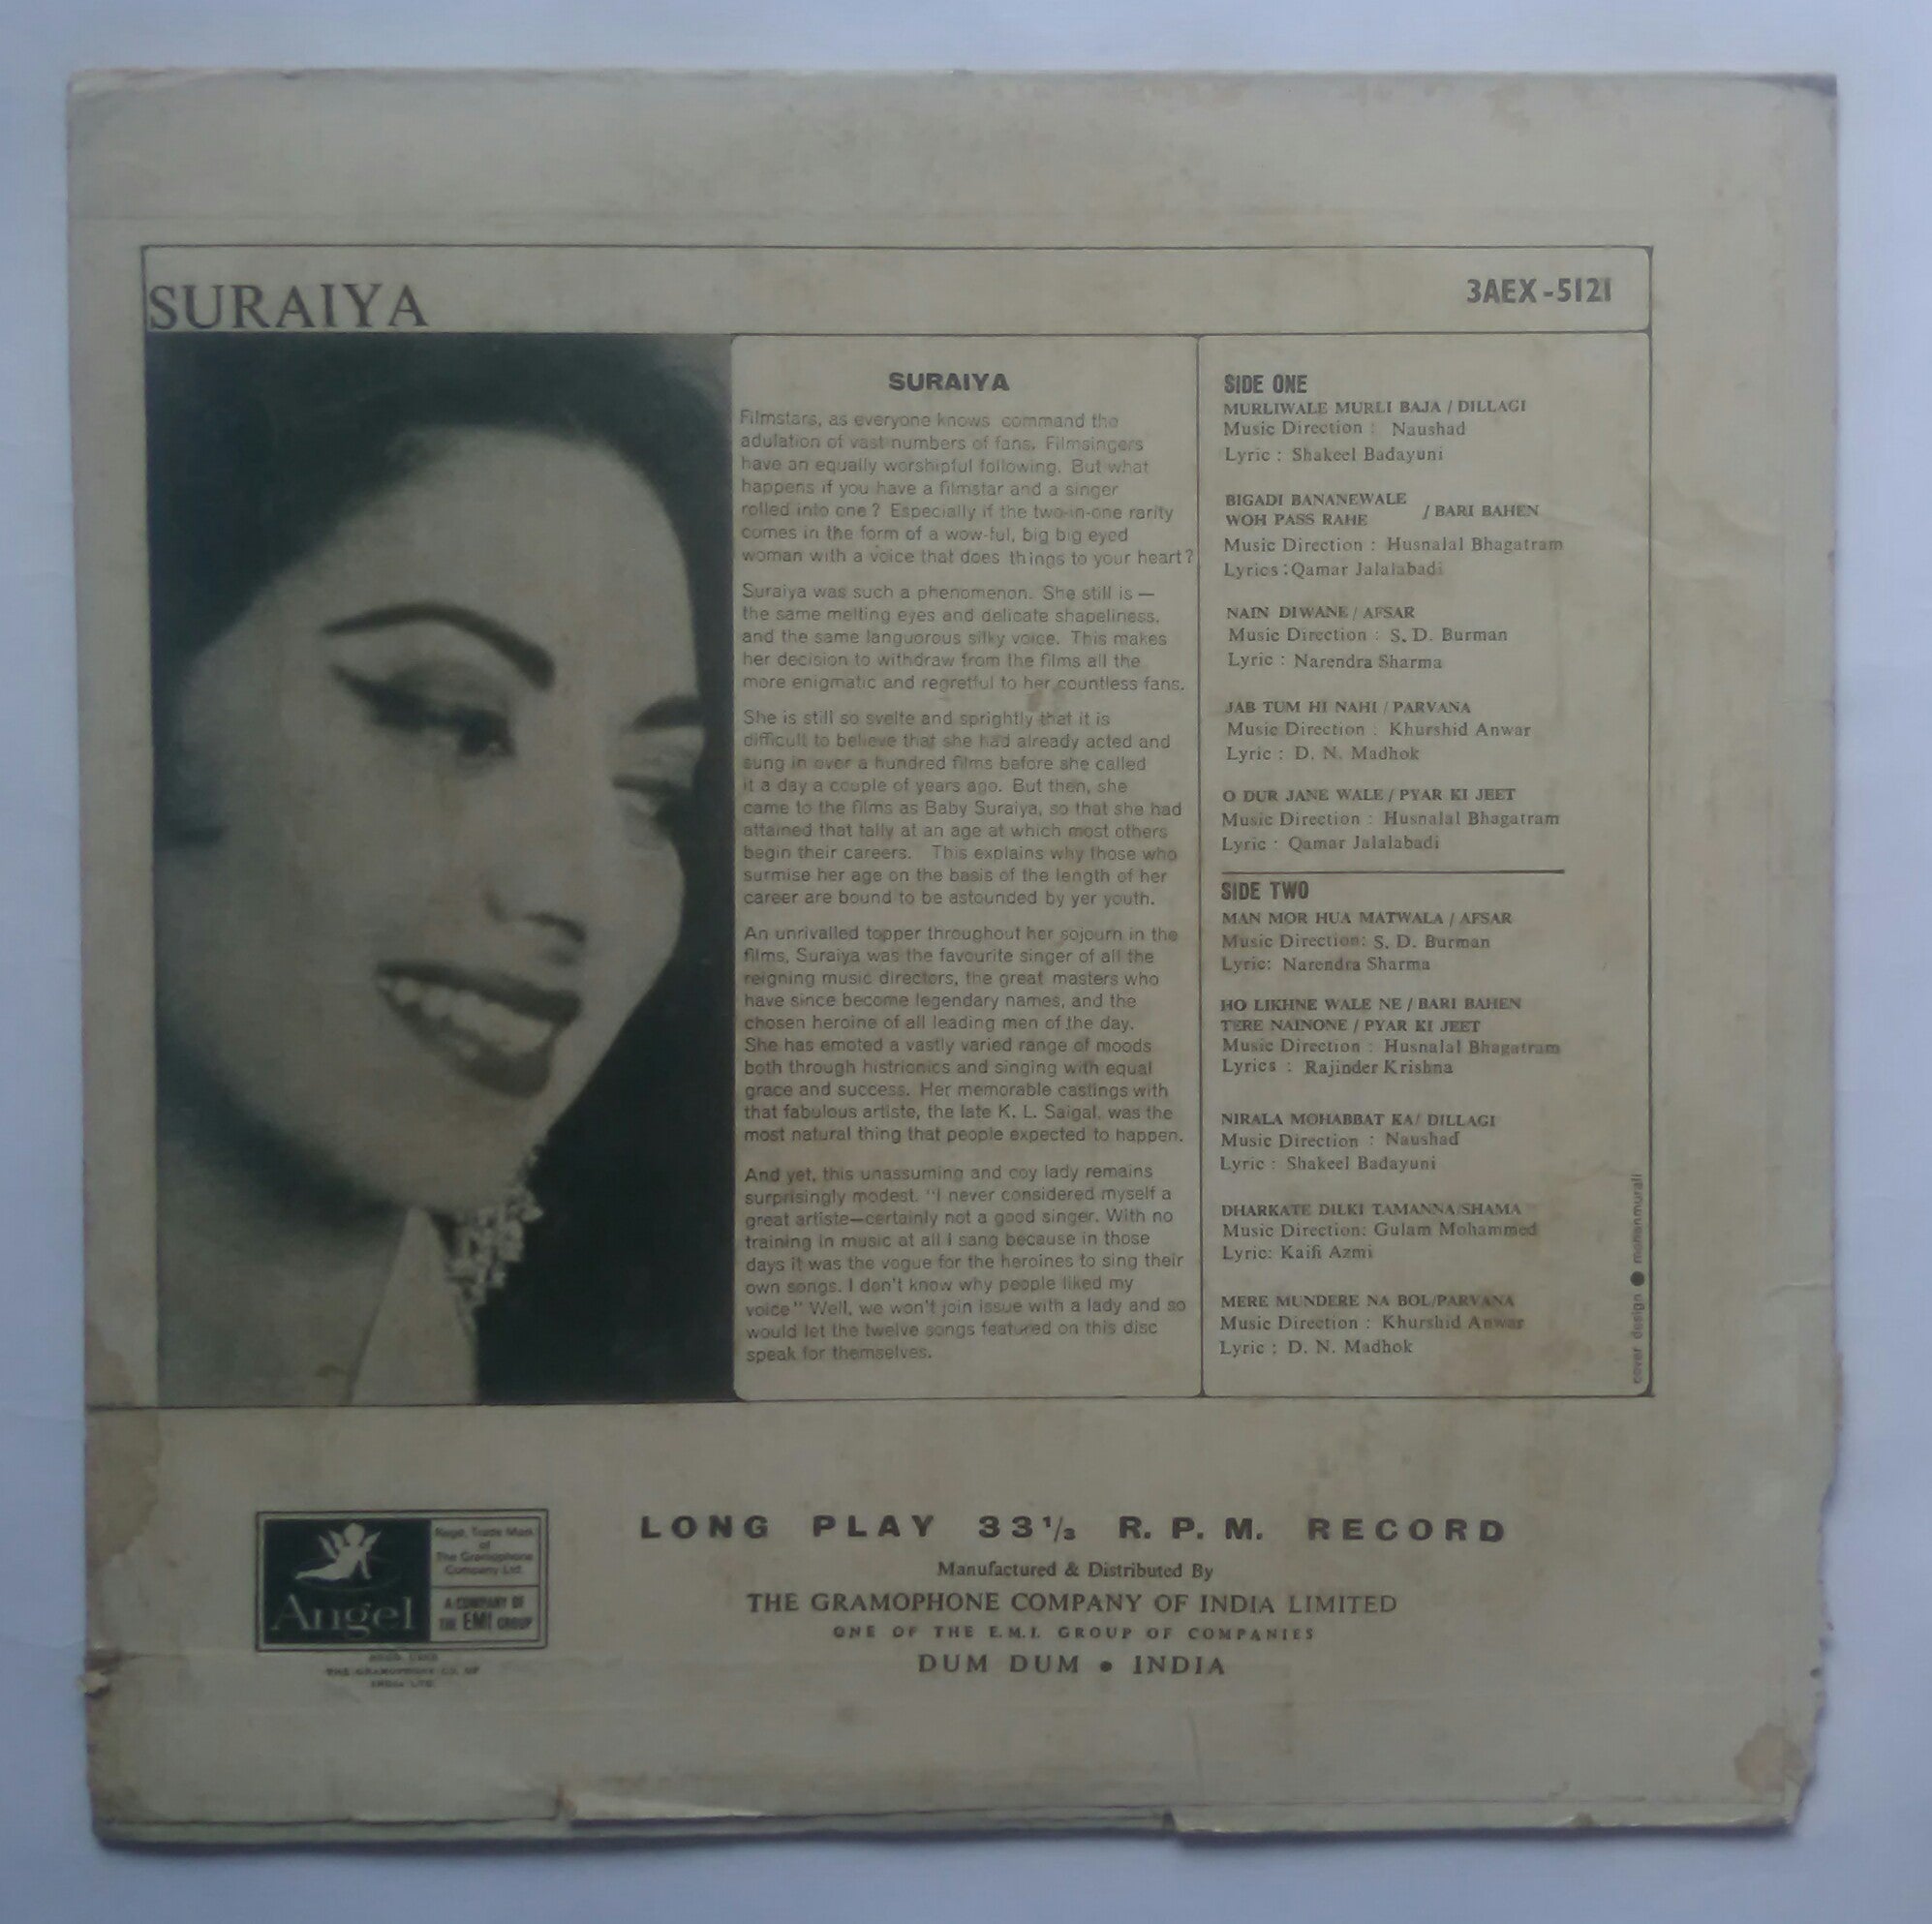 SURAIYA
3AEX-5121
SURAIYA
Filmstars, as everyone knows command the
adulation of vast numbers of fans. Filmsingers
have an equally worshipful following. But what
happens if you have a filmstar and a singer
rolled into one? Especially if the two-in-one rarity
comes in the form of a wow-ful, big big eyed
woman with a voice that does things to your heart?
Suraiya was such a phenomenon. She still is —
the same melting eyes and delicate shapeliness,
and the same languorous silky voice. This makes
her decision to withdraw from the films all the
more enigmatic and regretful to her countless fans.
She is still so svelte and sprightly that it is
difficult to believe that she had already acted and
sung in over a hundred films before she called
it a day a couple of years ago. But then, she
came to the films as Baby Suraiya, so that she had
attained that tally at an age at which most others
begin their careers. This explains why those who
surmise her age on the basis of the length of her
career are bound to be astounded by yer youth.
An unrivalled topper throughout her sojourn in the
films, Suraiya was the favourite singer of all the
reigning music directors, the great masters who
have since become legendary names, and the
chosen heroine of all leading men of the day.
She has emoted a vastly varied range of moods
both through histrionics and singing with equal
grace and success. Her memorable castings with
that fabulous artiste, the late K. L. Saigal, was the
most natural thing that people expected to happen.
And yet, this unassuming and coy lady remains
surprisingly modest. "I never considered myself a
great artiste—certainly not a good singer. With no
training in music at all I sang because in those
days it was the vogue for the heroines to sing their
own songs. I don't know why people liked my
voice" Well, we won't join issue with a lady and so
would let the twelve songs featured on this disc
speak for themselves.
SIDE ONE
MURLIWALE MURLI BAJA / DILLAGI
Music Direction : Naushad
Lyric : Shakeel Badayuni
BIGADI BANANEWALE
WOH PASS RAHE / BARI BAHEN
Music Direction : Husnalal Bhagatram
Lyrics : Qamar Jalalabadi
NAIN DIWANE / AFSAR
Music Direction : S. D. Burman
Lyric : Narendra Sharma
JAB TUM HI NAHI / PARVANA
Music Direction : Khurshid Anwar
Lyric : D. N. Madhok
O DUR JANE WALE / PYAR KI JEET
Music Direction : Husnalal Bhagatram
Lyric : Qamar Jalalabadi
SIDE TWO
MAN MOR HUA MATWALA / AFSAR
Music Direction: S. D. Burman
Lyric: Narendra Sharma
HO LIKHNE WALE NE / BARI BAHEN
TERE NAINONE / PYAR KI JEET
Music Direction : Husnalal Bhagatram
Lyrics : Rajinder Krishna
NIRALA MOHABBAT KA/ DILLAGI
Music Direction : Naushad
Lyric : Shakeel Badayuni
DHARKATE DILKI TAMANNA/SHAMA
Music Direction: Gulam Mohammed
Lyric: Kaifi Azmi
MERE MUNDERE NA BOL/PARVANA
Music Direction : Khurshid Anwar
Lyric : D. N. Madhok
cover design ● mohanmurali
Angel
Regd. Trade Mark
of
The Gramophone
Company Ltd.
A COMPANY OF
THE EMI GROUP
THE GRAMOPHONE CO. OF
INDIA LTD.
LONG PLAY 33⅓ R. P. M. RECORD
Manufactured & Distributed By
THE GRAMOPHONE COMPANY OF INDIA LIMITED
ONE OF THE E.M.I. GROUP OF COMPANIES
DUM DUM ● INDIA